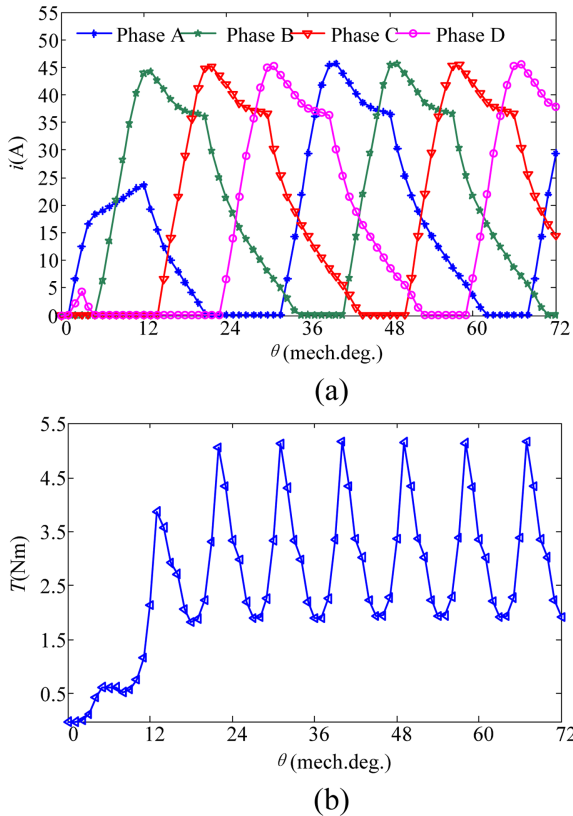 55
50
45
40
35
30
25
20
15
10
5
0
i(A)
Phase A
Phase B
Phase C
Phase D
0 12 24 36 48 60 72
θ (mech.deg.)
(a)
5.5
4.5
3.5
2.5
1.5
0.5
T(Nm)
0 12 24 36 48 60 72
θ (mech.deg.)
(b)